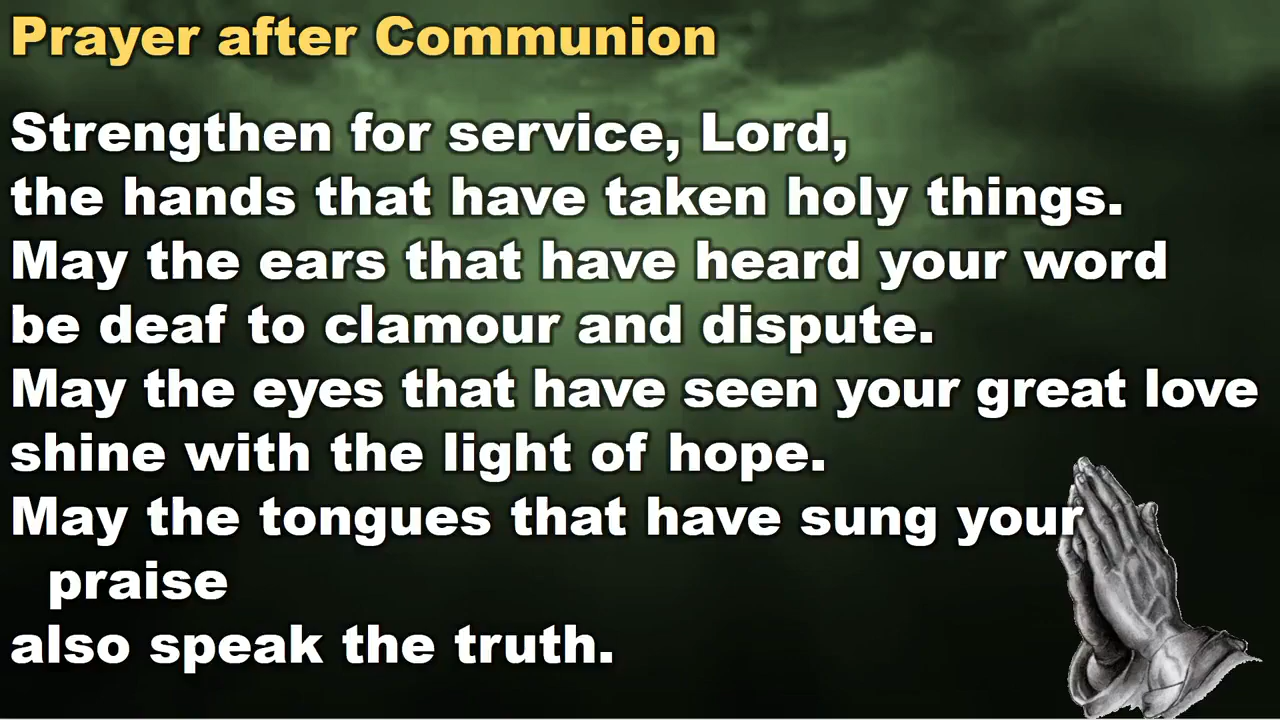 Prayer after Communion
Strengthen for service, Lord,
the hands that have taken holy things.
May the ears that have heard your word
be deaf to clamour and dispute.
May the eyes that have seen your great love
shine with the light of hope.
May the tongues that have sung your
praise
also speak the truth.